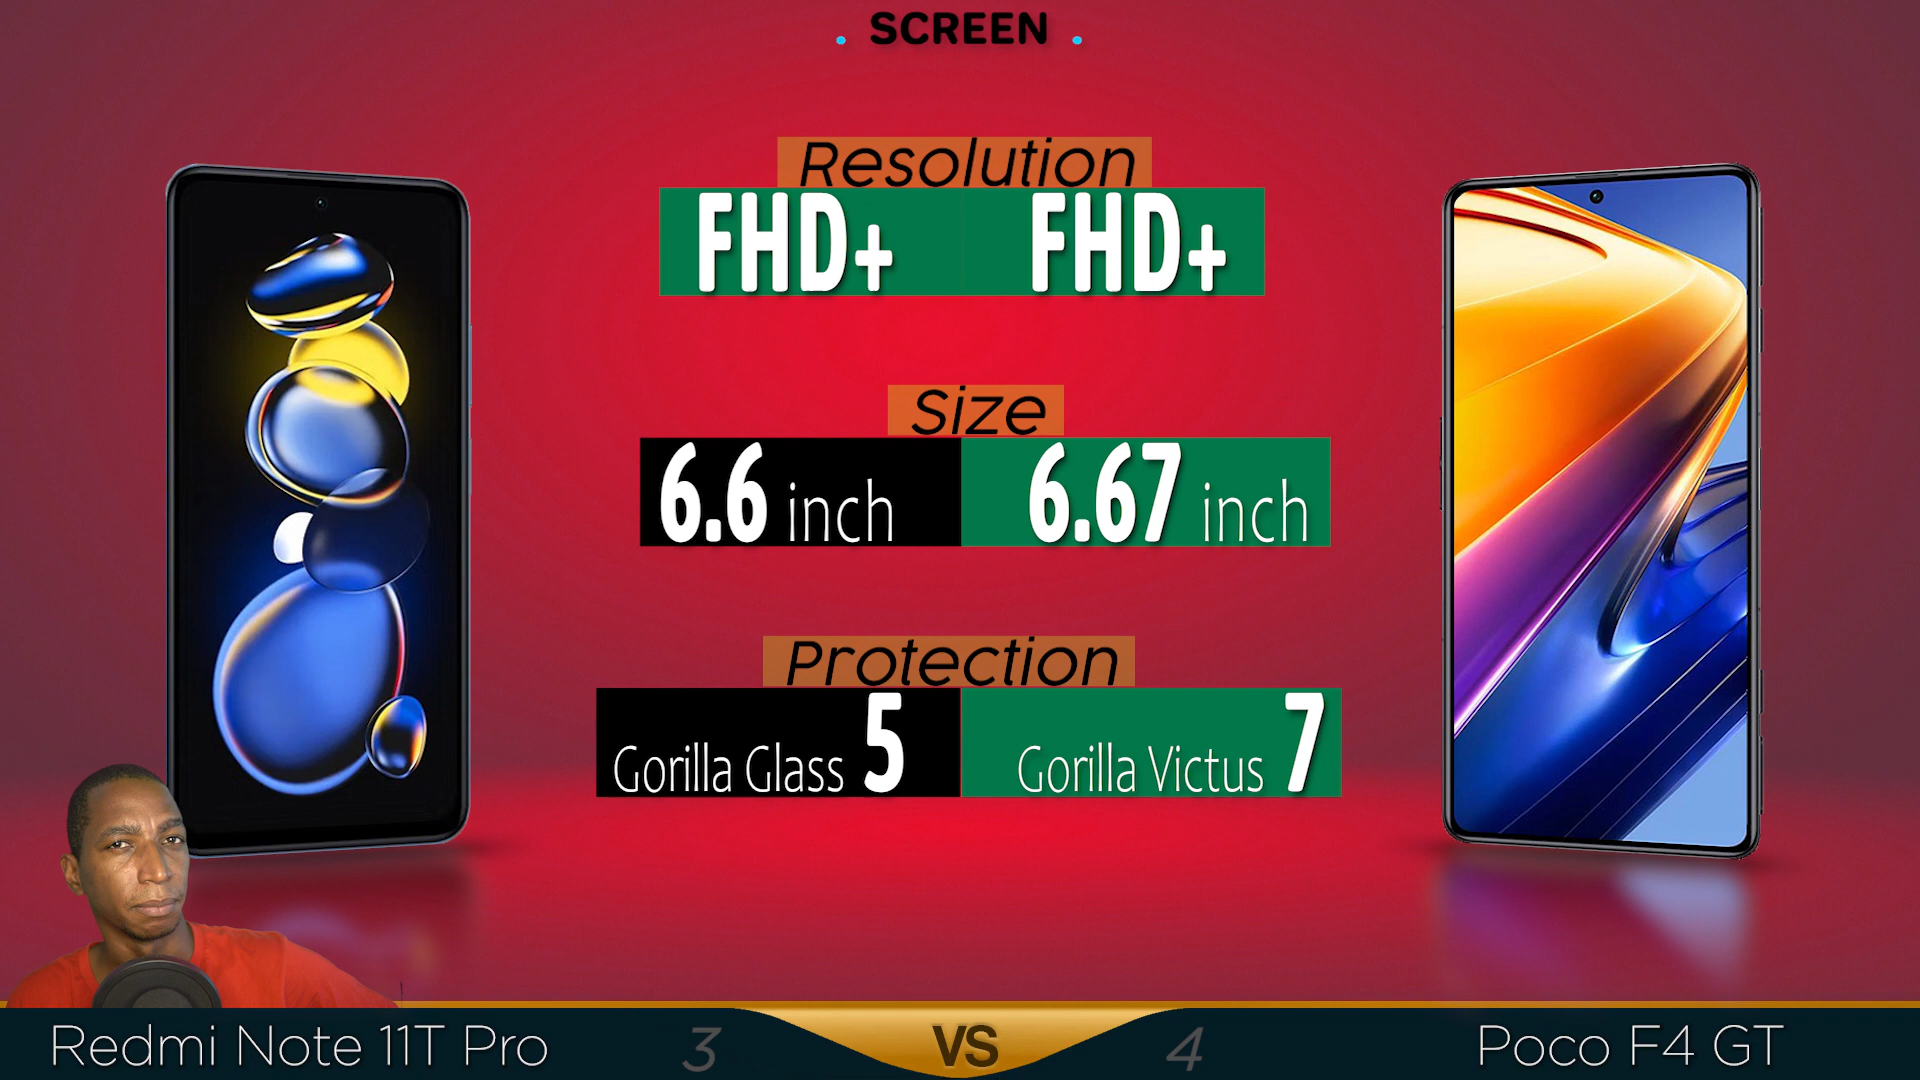 . SCREEN .
Resolution
FHD+ FHD+
Size
6.6 inch 6.67 inch
Protection
Gorilla Glass 5 Gorilla Victus 7
Redmi Note 11T Pro 3 VS 4 Poco F4 GT